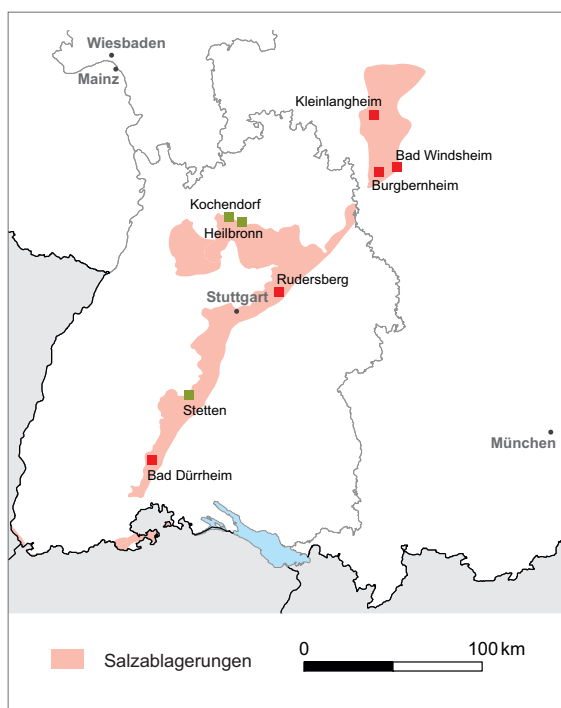 Wiesbaden
Mainz
Kleinlangheim
Bad Windsheim
Burgbernheim
Kochendorf
Heilbronn
Rudersberg
Stuttgart
Stetten
München
Bad Dürrheim
Salzablagerungen
0 100 km